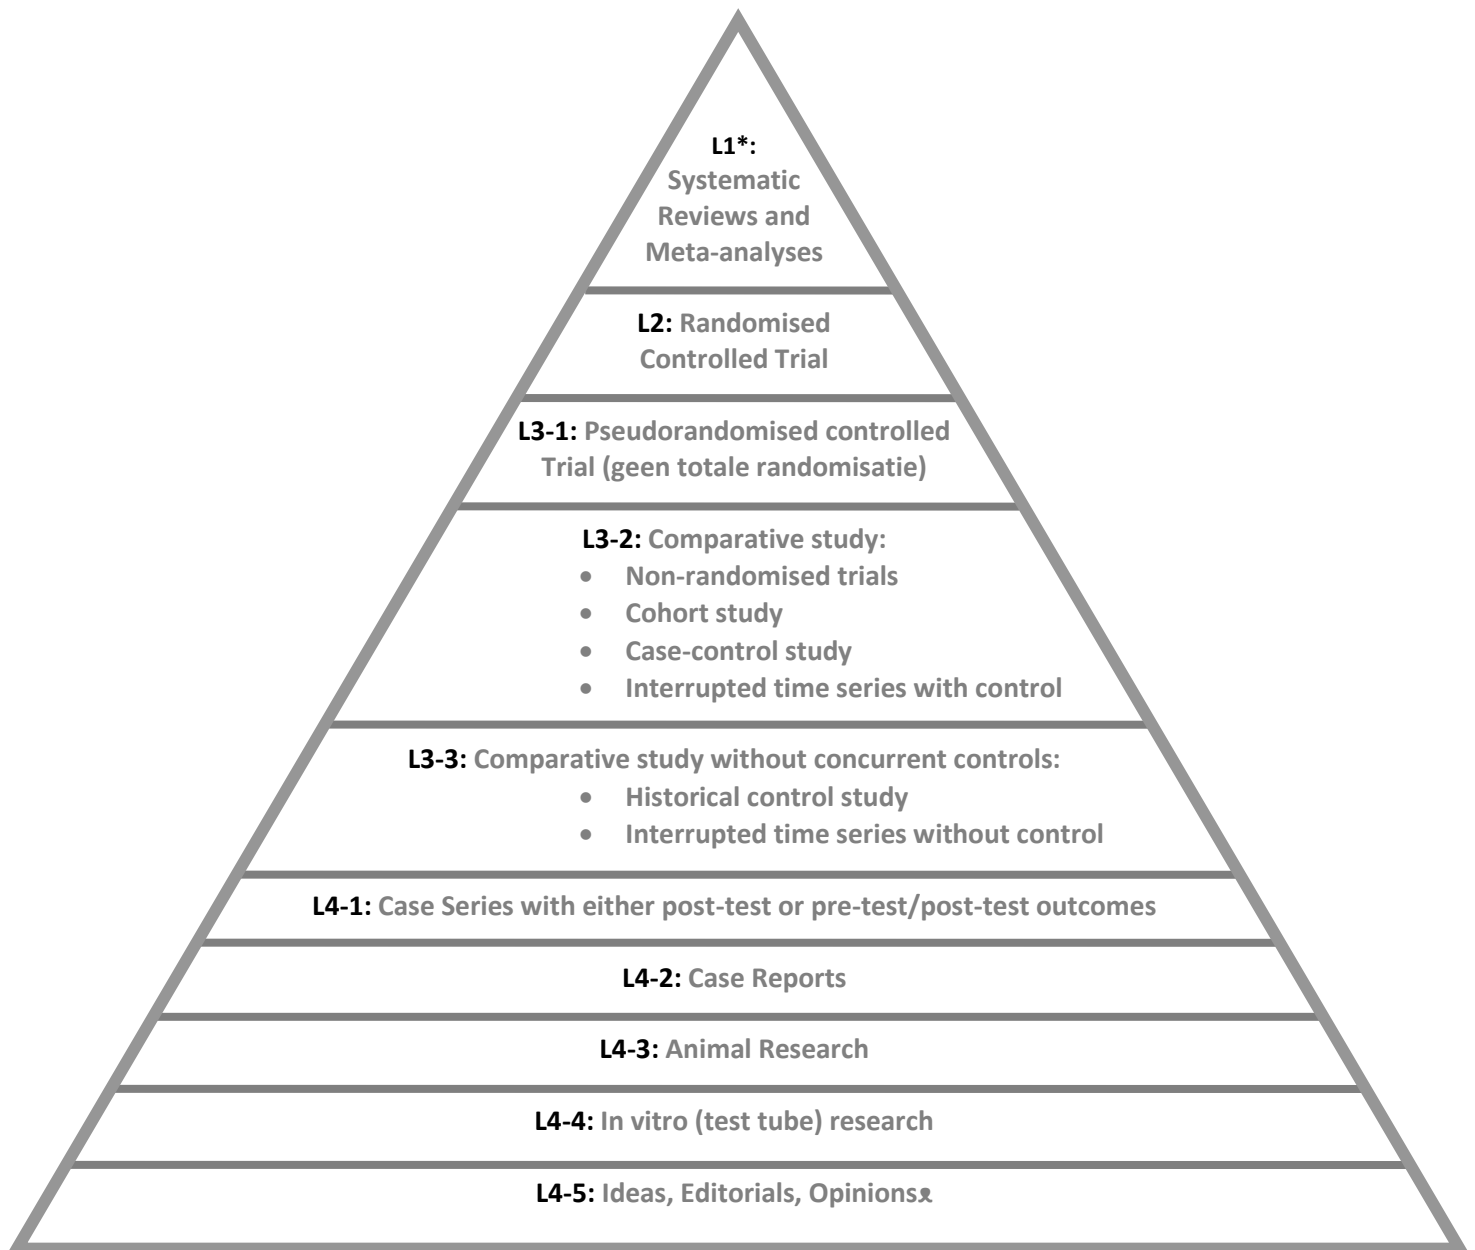 L1*:
Systematic
Reviews and
Meta-analyses
L2: Randomised
Controlled Trial
L3-1: Pseudorandomised controlled
Trial (geen totale randomisatie)
L3-2: Comparative study:
• Non-randomised trials
• Cohort study
• Case-control study
• Interrupted time series with control
L3-3: Comparative study without concurrent controls:
• Historical control study
• Interrupted time series without control
L4-1: Case Series with either post-test or pre-test/post-test outcomes
L4-2: Case Reports
L4-3: Animal Research
L4-4: In vitro (test tube) research
L4-5: Ideas, Editorials, Opinionsᴥ